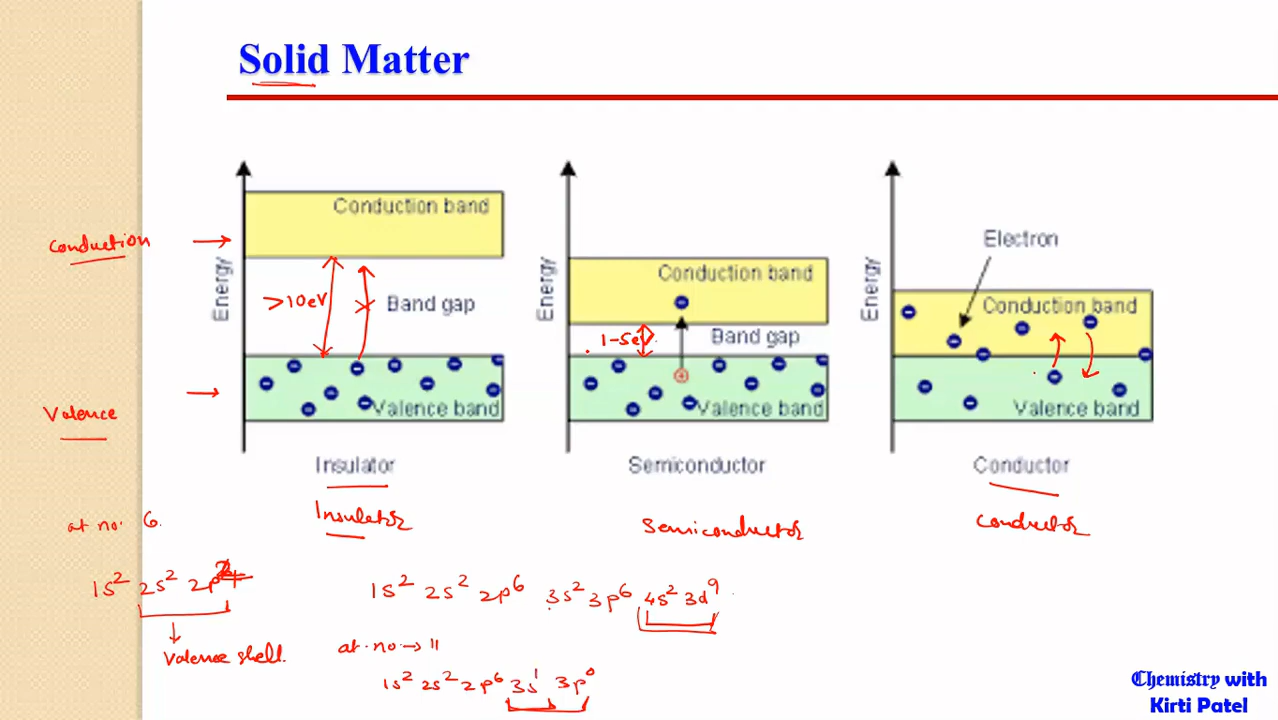 Solid Matter
Conduction band
Conduction band
Electron
Conduction band
conduction
Energy
>10eV
Band gap
Energy
1-5eV
Band gap
Energy
Valence
Valence band
Valence band
Valence band
Insulator
Semiconductor
Conductor
at no. 6.
Insulator
Semiconductor
Conductor
1s² 2s² 2p²
1s² 2s² 2p⁶ 3s² 3p⁶ 4s² 3d⁹
Valence shell.
at. no. → 11
1s² 2s² 2p⁶ 3s¹ 3p⁰
Chemistry with
Kirti Patel